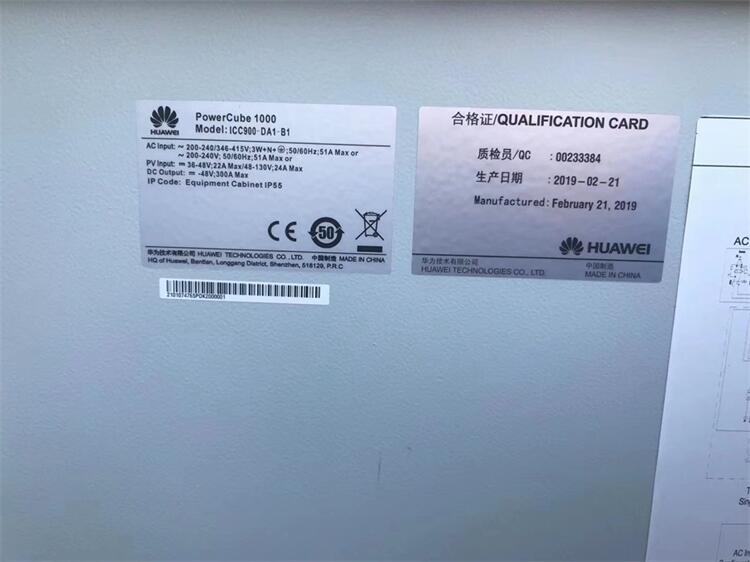 HUAWEI
PowerCube 1000
Model: ICC900-DA1-B1
AC Input: ~ 200-240/346-415V;3W+N+⏚;50/60Hz;51A Max or
~ 200-240V; 50/60Hz;51A Max or
PV Input: ⎓ 36-48V;22A Max/48-130V;24A Max
DC Output: ⎓ -48V;300A Max
IP Code: Equipment Cabinet IP55
CE
50
华为技术有限公司 HUAWEI TECHNOLOGIES CO., LTD. 中国制造 MADE IN CHINA
HQ of Huawei, Bantian, Longgang District, Shenzhen, 518129, P.R.C
合格证/QUALIFICATION CARD
质检员/QC : 00233384
生产日期 : 2019-02-21
Manufactured: February 21, 2019
HUAWEI
华为技术有限公司 中国制造
HUAWEI TECHNOLOGIES CO., LTD. MADE IN CHINA
AC
AC In